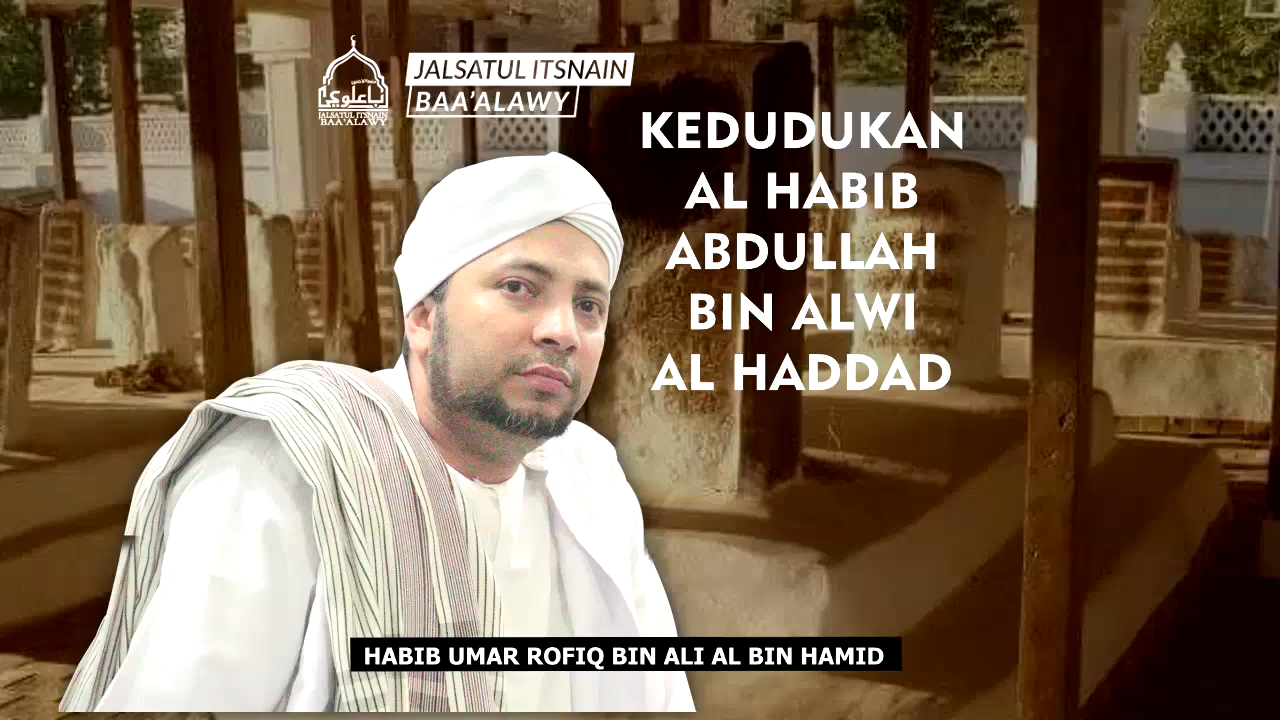 باعلوي
JALSATUL ITSNAIN
BAA'ALAWY
JALSATUL ITSNAIN
BAA'ALAWY
KEDUDUKAN
AL HABIB
ABDULLAH
BIN ALWI
AL HADDAD
HABIB UMAR ROFIQ BIN ALI AL BIN HAMID